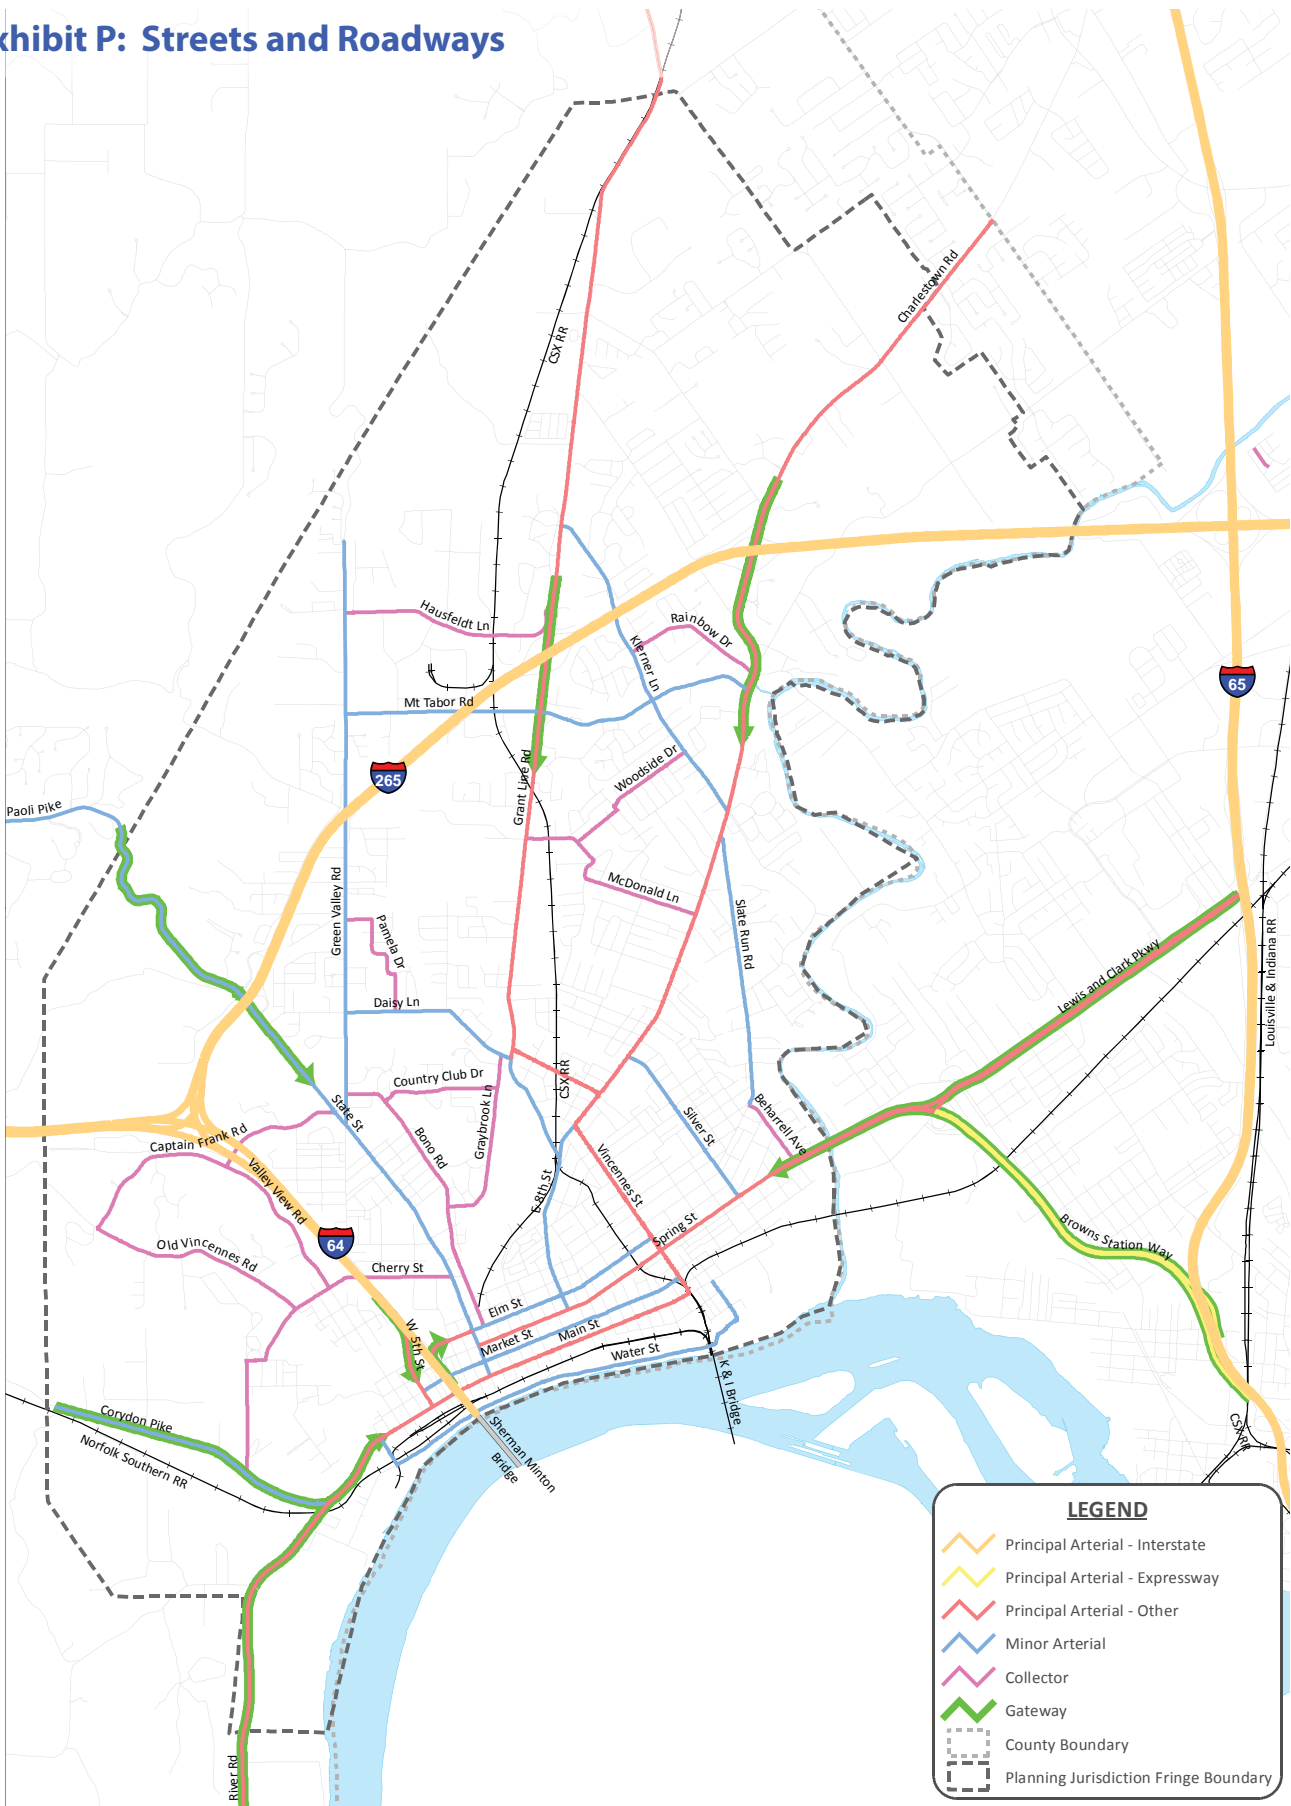 xhibit P: Streets and Roadways
Charlestown Rd
CSX RR
Hausfeldt Ln
Rainbow Dr
Klerner Ln
65
Mt Tabor Rd
265
Woodside Dr
Grant Line Rd
Paoli Pike
McDonald Ln
Green Valley Rd
Slate Run Rd
Pamela Dr
Lewis and Clark Pkwy
Louisville & Indiana RR
Daisy Ln
Country Club Dr
CSX RR
State St
Graybrook Ln
Silver St
Beharrell Ave
Captain Frank Rd
Bono Rd
Valley View Rd
E 8th St
Vincennes St
64
Spring St
Browns Station Way
Old Vincennes Rd
Cherry St
Elm St
Market St
Main St
W 5th St
Water St
K & I Bridge
Corydon Pike
Norfolk Southern RR
Sherman Minton
Bridge
CSX RR
River Rd
LEGEND
Principal Arterial - Interstate
Principal Arterial - Expressway
Principal Arterial - Other
Minor Arterial
Collector
Gateway
County Boundary
Planning Jurisdiction Fringe Boundary